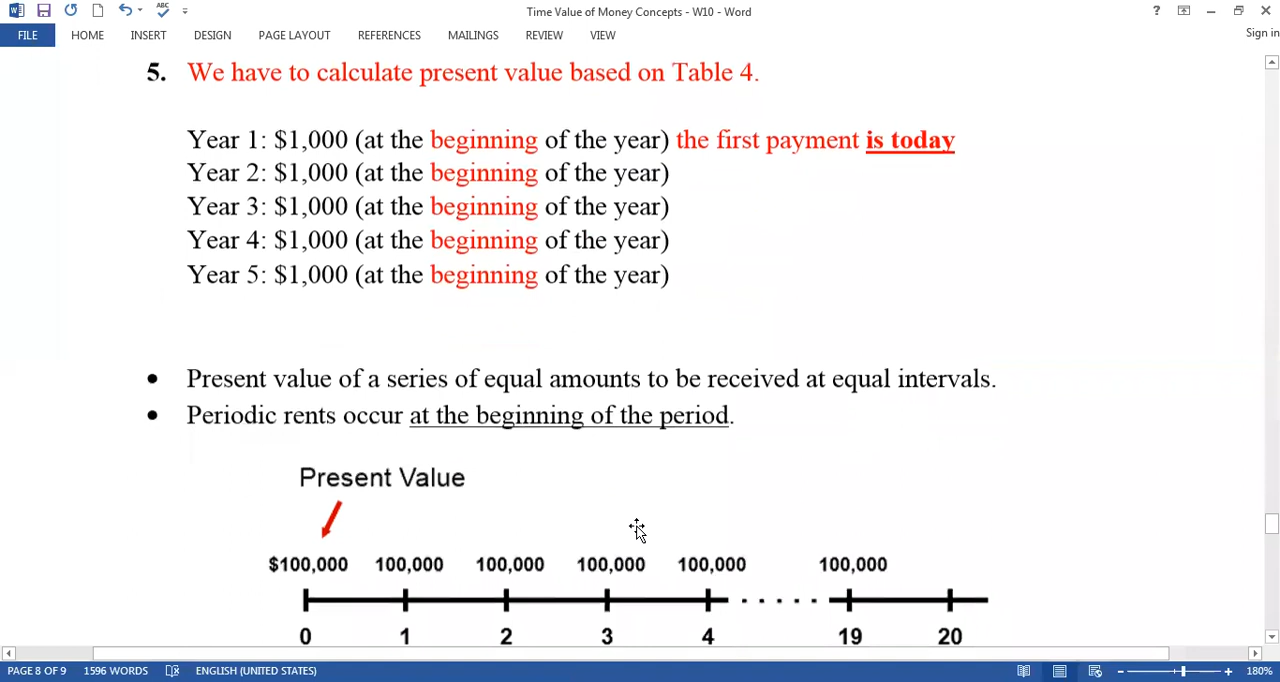 Time Value of Money Concepts - W10 - Word
Sign in
FILE HOME INSERT DESIGN PAGE LAYOUT REFERENCES MAILINGS REVIEW VIEW
5. We have to calculate present value based on Table 4.
Year 1: $1,000 (at the beginning of the year) the first payment is today
Year 2: $1,000 (at the beginning of the year)
Year 3: $1,000 (at the beginning of the year)
Year 4: $1,000 (at the beginning of the year)
Year 5: $1,000 (at the beginning of the year)
• Present value of a series of equal amounts to be received at equal intervals.
• Periodic rents occur at the beginning of the period.
Present Value
$100,000 100,000 100,000 100,000 100,000 100,000
0 1 2 3 4 19 20
PAGE 8 OF 9 1596 WORDS ENGLISH (UNITED STATES) 180%